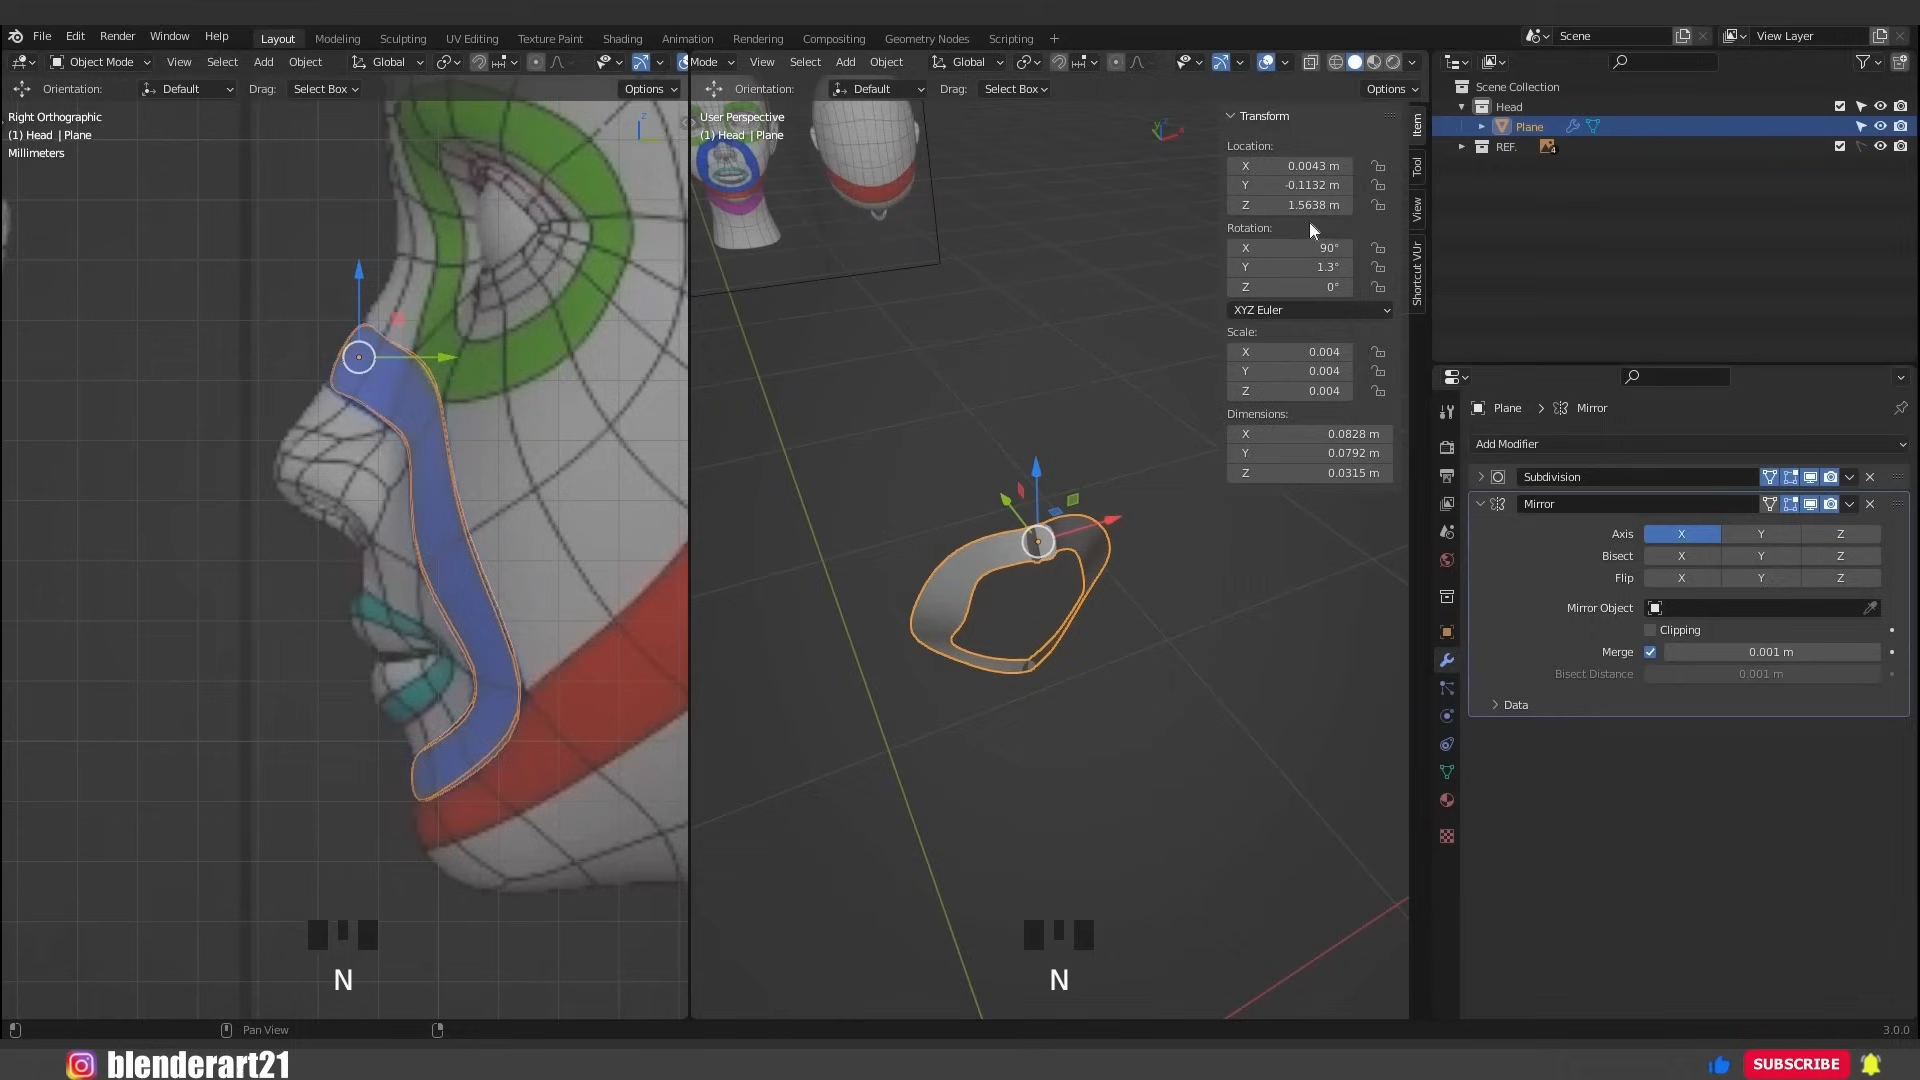 File Edit Render Window Help Layout Modeling Sculpting UV Editing Texture Paint Shading Animation Rendering Compositing Geometry Nodes Scripting + Scene View Layer
Object Mode View Select Add Object Global Mode View Select Add Object Global
Orientation: Default Drag: Select Box Options Orientation: Default Drag: Select Box Options
Right Orthographic
(1) Head | Plane
Millimeters
User Perspective
(1) Head | Plane
Transform
Location:
X 0.0043 m
Y -0.1132 m
Z 1.5638 m
Rotation:
X 90°
Y 1.3°
Z 0°
XYZ Euler
Scale:
X 0.004
Y 0.004
Z 0.004
Dimensions:
X 0.0828 m
Y 0.0792 m
Z 0.0315 m
Item
Tool
View
Shortcut VUr
Scene Collection
Head
Plane
REF.
4
Plane > Mirror
Add Modifier
Subdivision
Mirror
Axis X Y Z
Bisect X Y Z
Flip X Y Z
Mirror Object
Clipping
Merge 0.001 m
Bisect Distance 0.001 m
Data
N
N
Pan View 3.0.0
blenderart21
SUBSCRIBE